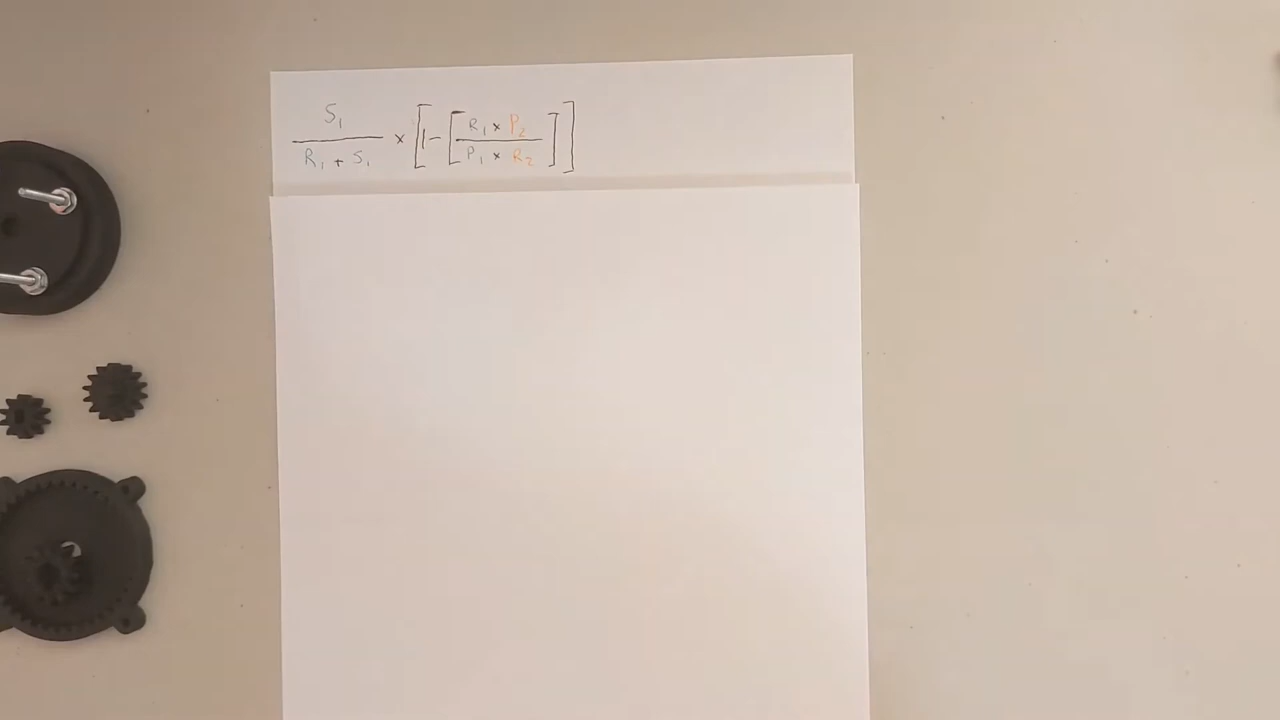 S₁
R₁ + S₁ × [1 - [R₁ × P₂
P₁ × R₂]]